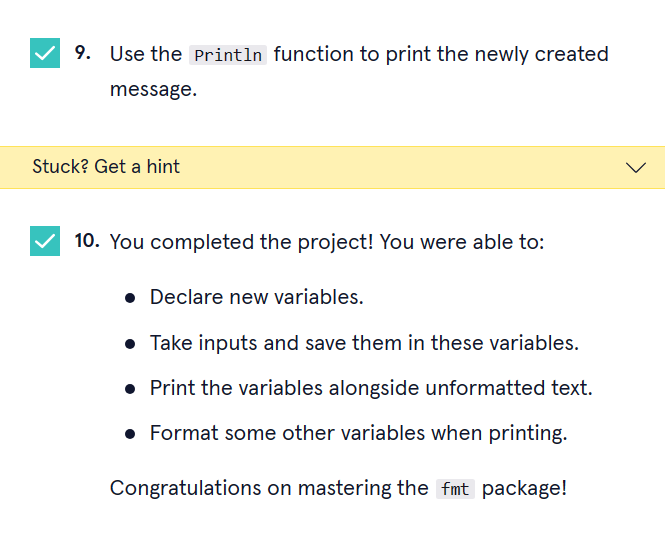 9. Use the Println function to print the newly created
message.
Stuck? Get a hint
10. You completed the project! You were able to:
● Declare new variables.
● Take inputs and save them in these variables.
● Print the variables alongside unformatted text.
● Format some other variables when printing.
Congratulations on mastering the fmt package!